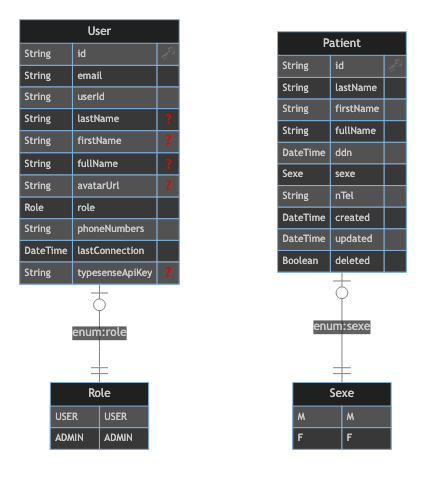 User
String id
String email
String userId
String lastName ❓
String firstName ❓
String fullName ❓
String avatarUrl ❓
Role role
String phoneNumbers
DateTime lastConnection
String typesenseApiKey ❓
enum:role
Role
USER USER
ADMIN ADMIN
Patient
String id
String lastName
String firstName
String fullName
DateTime ddn
Sexe sexe
String nTel
DateTime created
DateTime updated
Boolean deleted
enum:sexe
Sexe
M M
F F